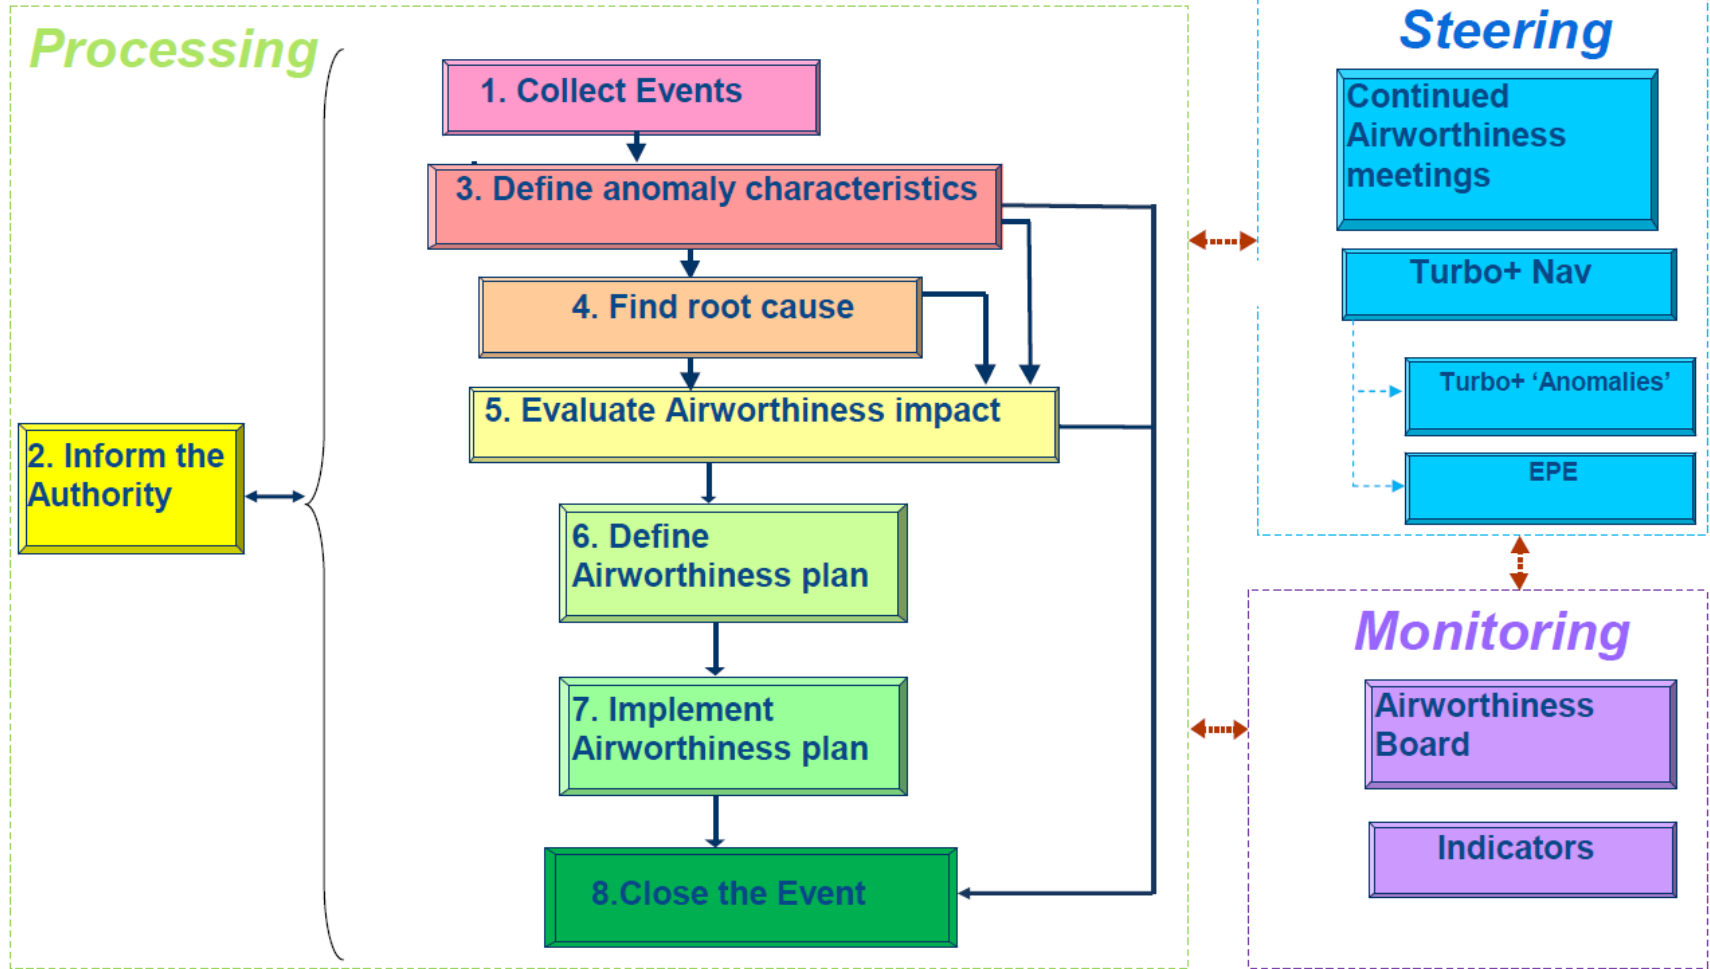 Processing
1. Collect Events
3. Define anomaly characteristics
4. Find root cause
5. Evaluate Airworthiness impact
2. Inform the
Authority
6. Define
Airworthiness plan
7. Implement
Airworthiness plan
8.Close the Event
Steering
Continued
Airworthiness
meetings
Turbo+ Nav
Turbo+ ‘Anomalies’
EPE
Monitoring
Airworthiness
Board
Indicators